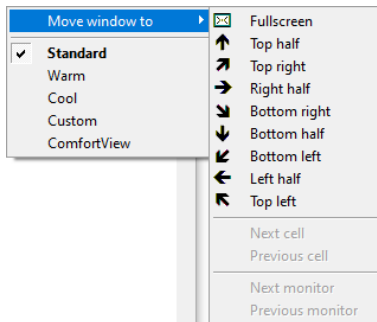 Move window to
Standard
Warm
Cool
Custom
ComfortView
Fullscreen
Top half
Top right
Right half
Bottom right
Bottom half
Bottom left
Left half
Top left
Next cell
Previous cell
Next monitor
Previous monitor